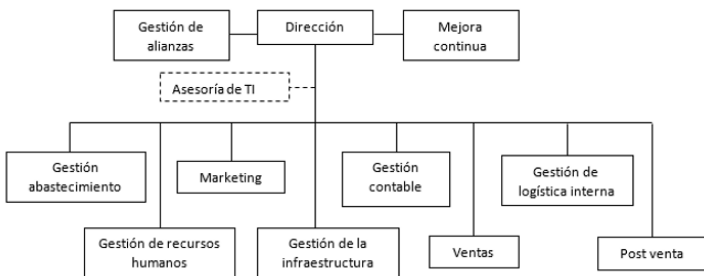 Gestión de
alianzas
Dirección
Mejora
continua
Asesoría de TI
Gestión
abastecimiento
Marketing
Gestión
contable
Gestión de
logística interna
Gestión de recursos
humanos
Gestión de la
infraestructura
Ventas
Post venta